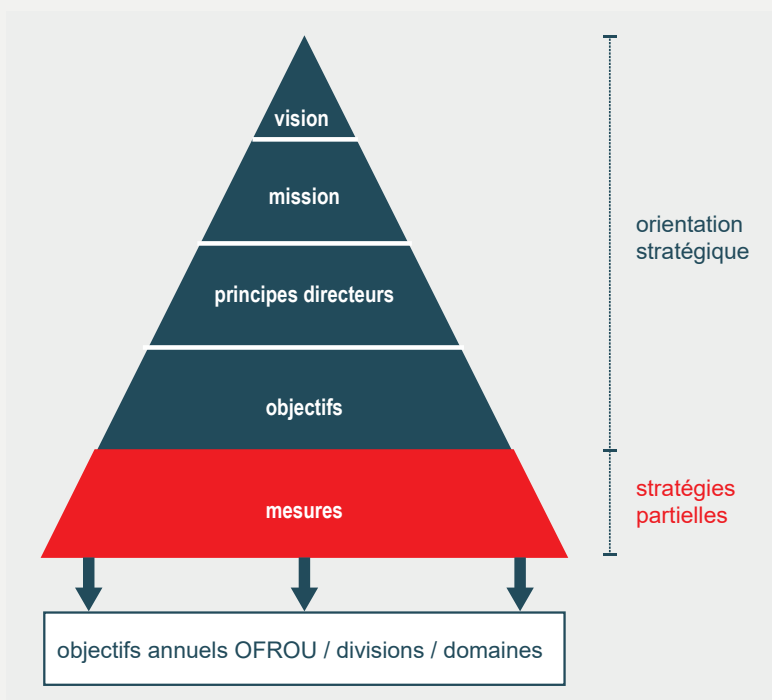 vision
mission
principes directeurs
objectifs
mesures
orientation
stratégique
stratégies
partielles
objectifs annuels OFROU / divisions / domaines